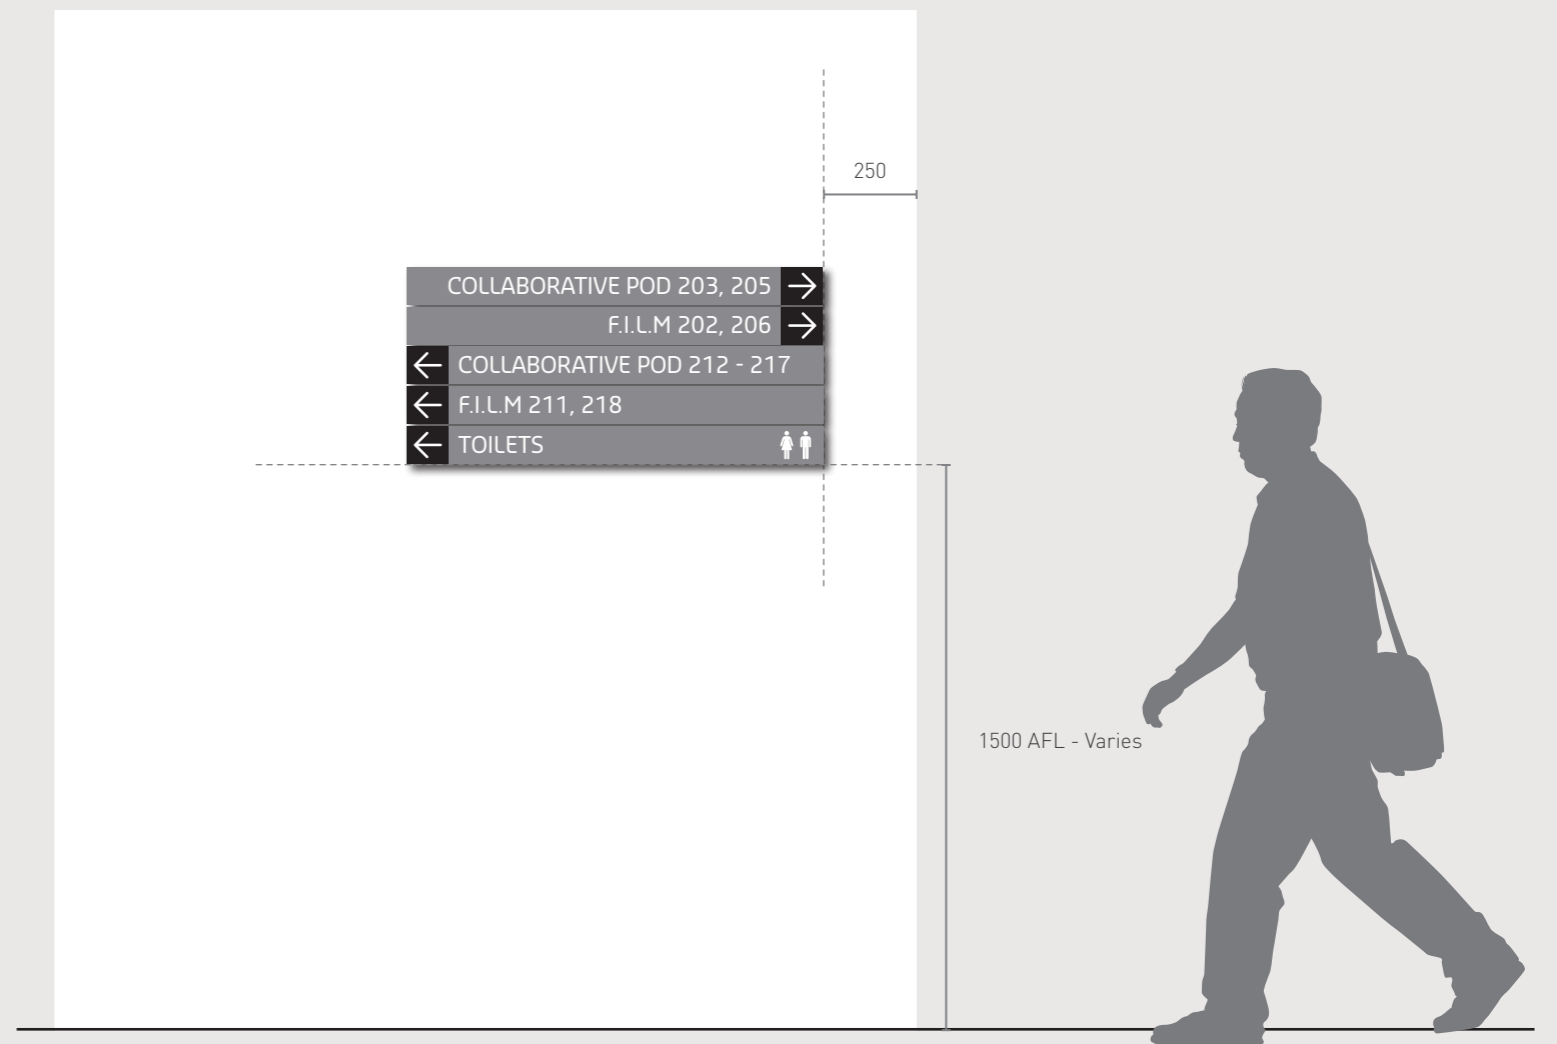 250
COLLABORATIVE POD 203, 205
F.I.L.M 202, 206
COLLABORATIVE POD 212 - 217
F.I.L.M 211, 218
TOILETS
1500 AFL - Varies